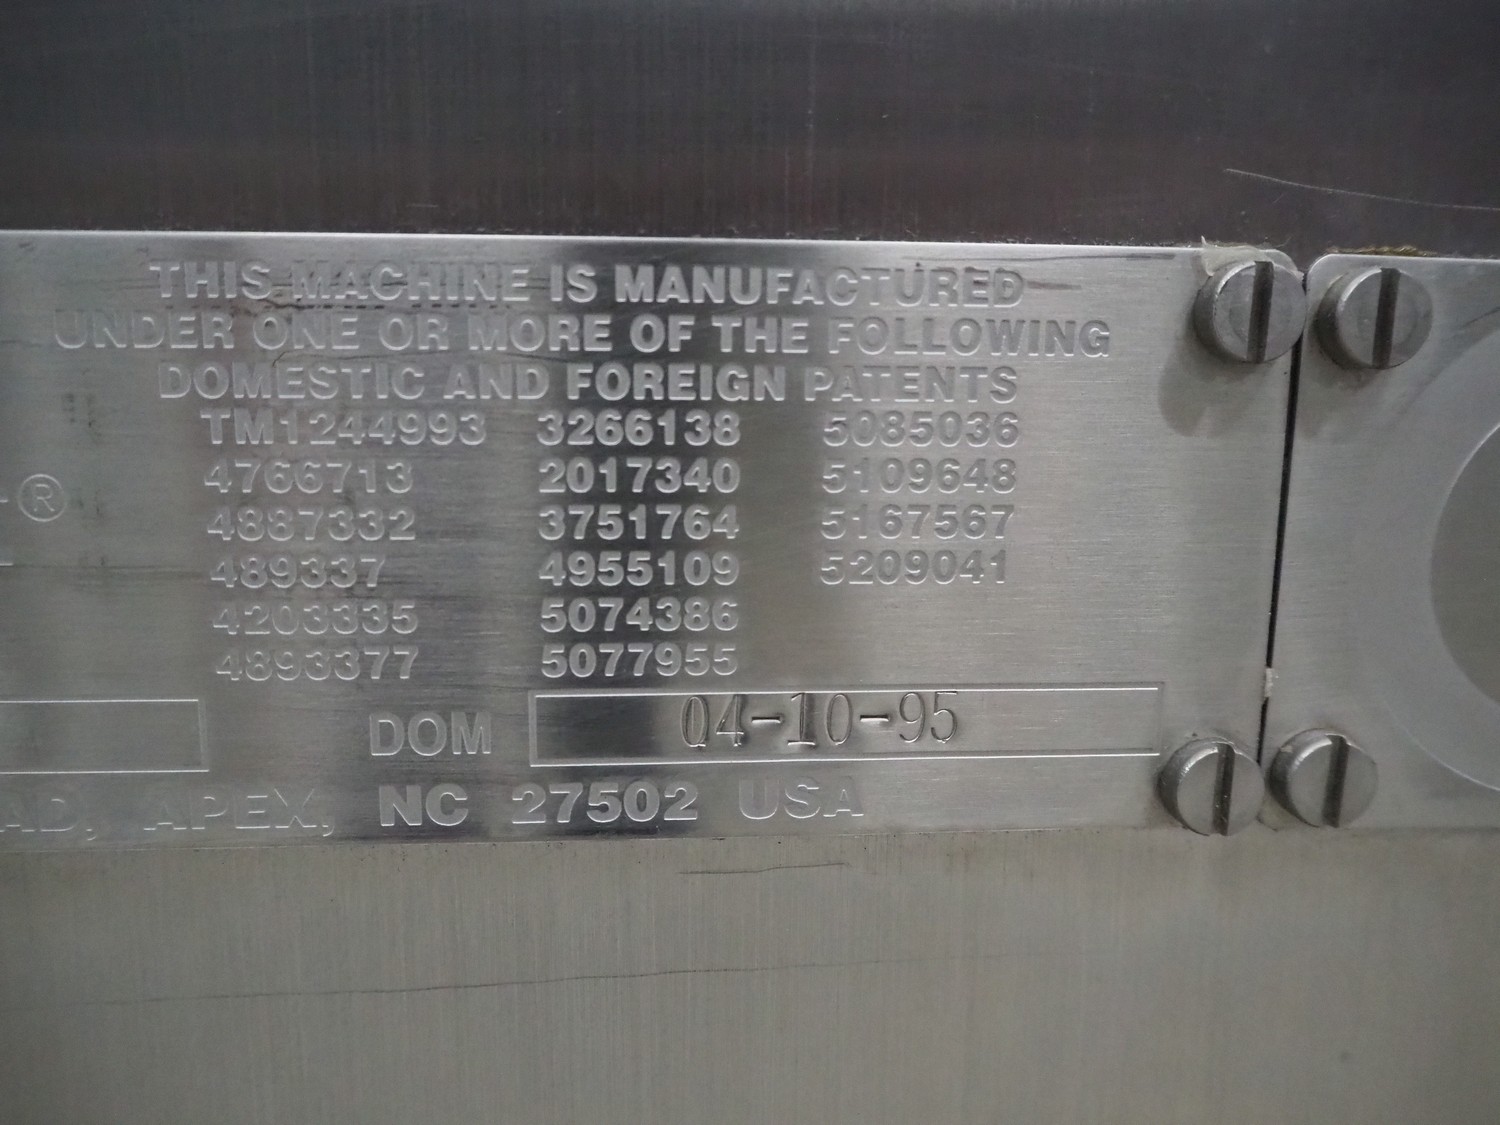 THIS MACHINE IS MANUFACTURED
UNDER ONE OR MORE OF THE FOLLOWING
DOMESTIC AND FOREIGN PATENTS
TM1244993 3266138 5085036
4766713 2017340 5109648
®
4887332 3751764 5167567
489337 4955109 5209041
4203335 5074386
4893377 5077955
DOM 04-10-95
AD, APEX, NC 27502 USA